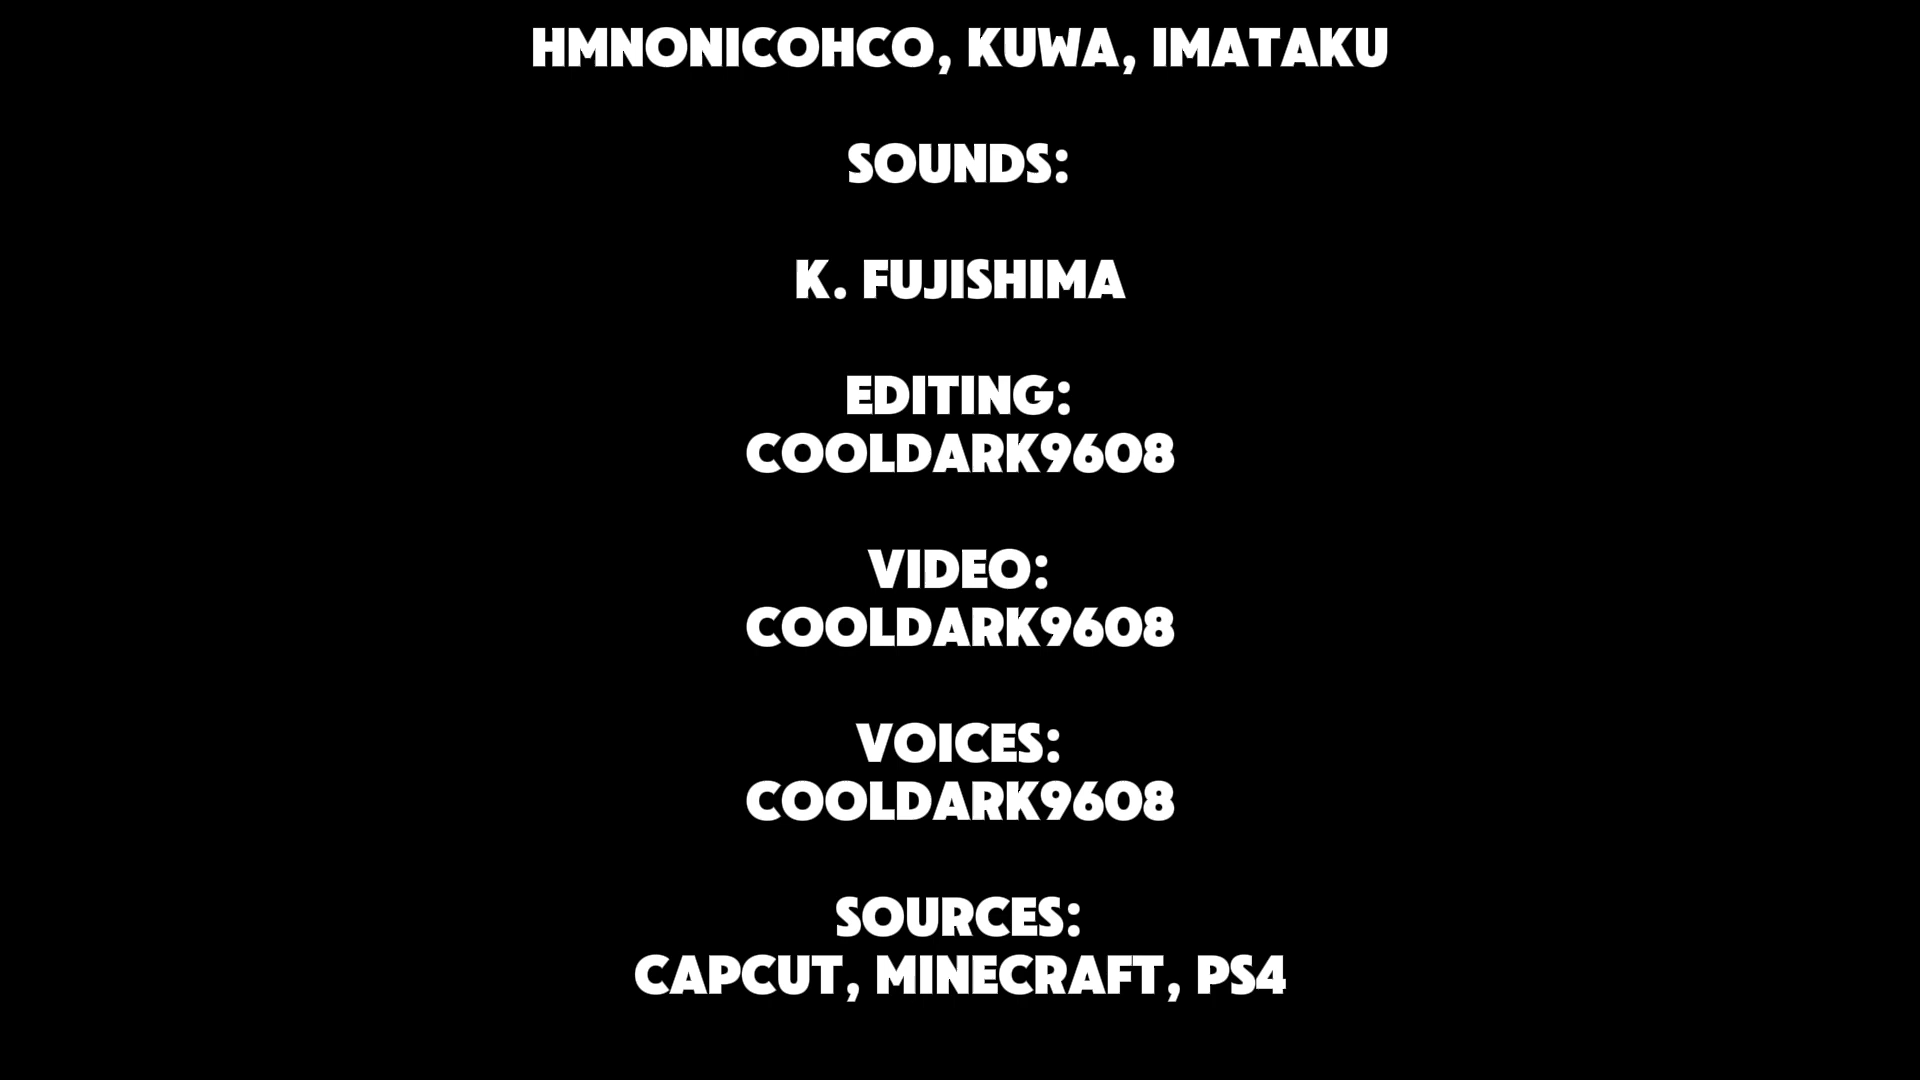 HMNONICOHCO, KUWA, IMATAKU
SOUNDS:
K. FUJISHIMA
EDITING:
COOLDARK9608
VIDEO:
COOLDARK9608
VOICES:
COOLDARK9608
SOURCES:
CAPCUT, MINECRAFT, PS4